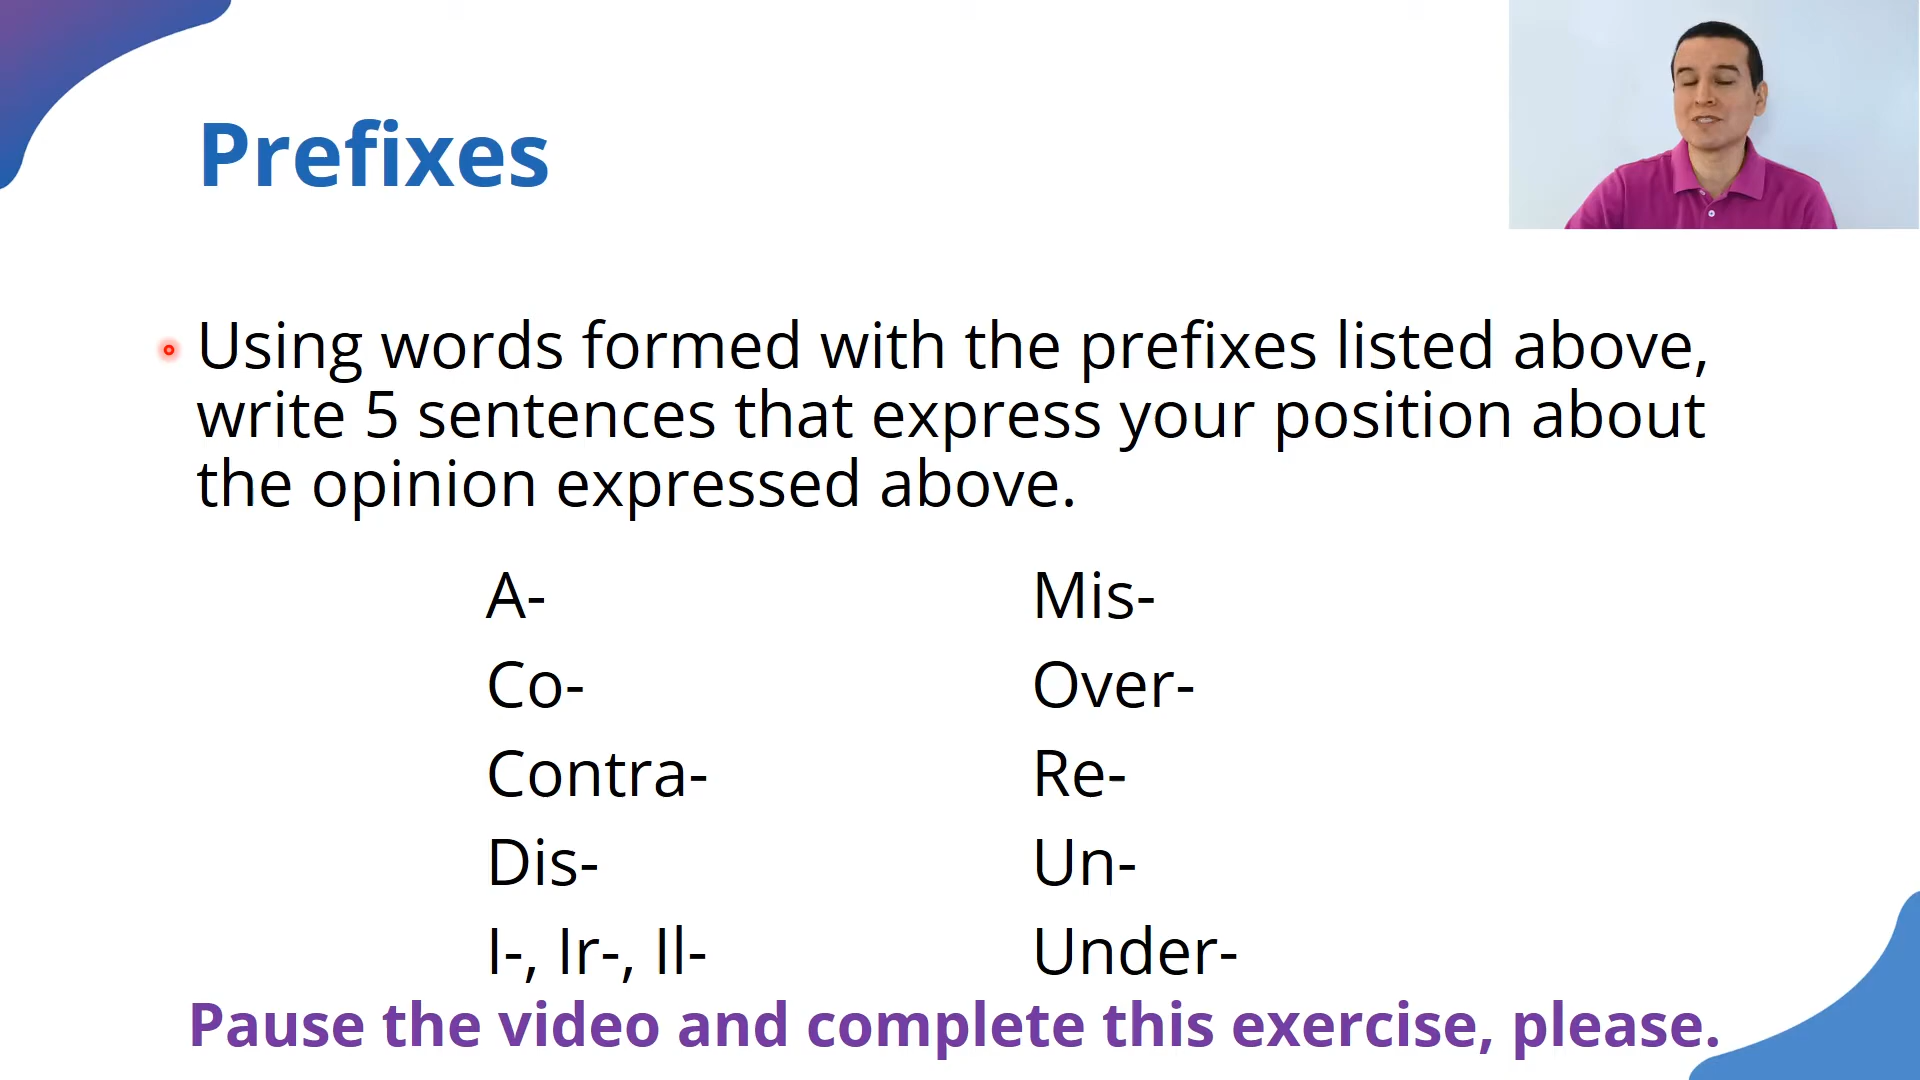 Prefixes
Using words formed with the prefixes listed above,
write 5 sentences that express your position about
the opinion expressed above.
A-
Co-
Contra-
Dis-
I-, Ir-, Il-
Mis-
Over-
Re-
Un-
Under-
Pause the video and complete this exercise, please.